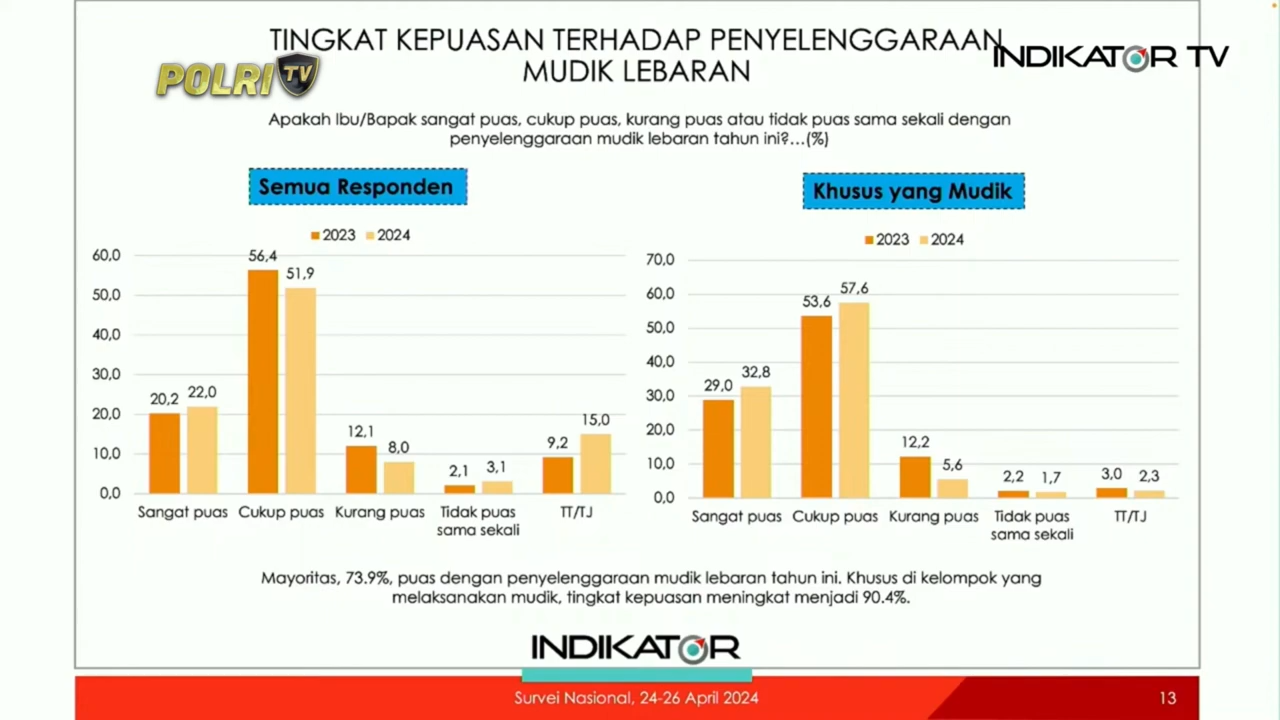 TINGKAT KEPUASAN TERHADAP PENYELENGGARAAN
MUDIK LEBARAN
POLRI TV
INDIKATOR TV
Apakah Ibu/Bapak sangat puas, cukup puas, kurang puas atau tidak puas sama sekali dengan
penyelenggaraan mudik lebaran tahun ini?...(%)
Semua Responden
2023 2024
60,0
50,0
40,0
30,0
20,0
10,0
0,0
20,2 22,0
56,4 51,9
12,1 8,0
2,1 3,1
9,2 15,0
Sangat puas Cukup puas Kurang puas Tidak puas TT/TJ
sama sekali
Khusus yang Mudik
2023 2024
70,0
60,0
50,0
40,0
30,0
20,0
10,0
0,0
29,0 32,8
53,6 57,6
12,2 5,6
2,2 1,7
3,0 2,3
Sangat puas Cukup puas Kurang puas Tidak puas TT/TJ
sama sekali
Mayoritas, 73.9%, puas dengan penyelenggaraan mudik lebaran tahun ini. Khusus di kelompok yang
melaksanakan mudik, tingkat kepuasan meningkat menjadi 90.4%.
INDIKATOR
Survei Nasional, 24-26 April 2024
13